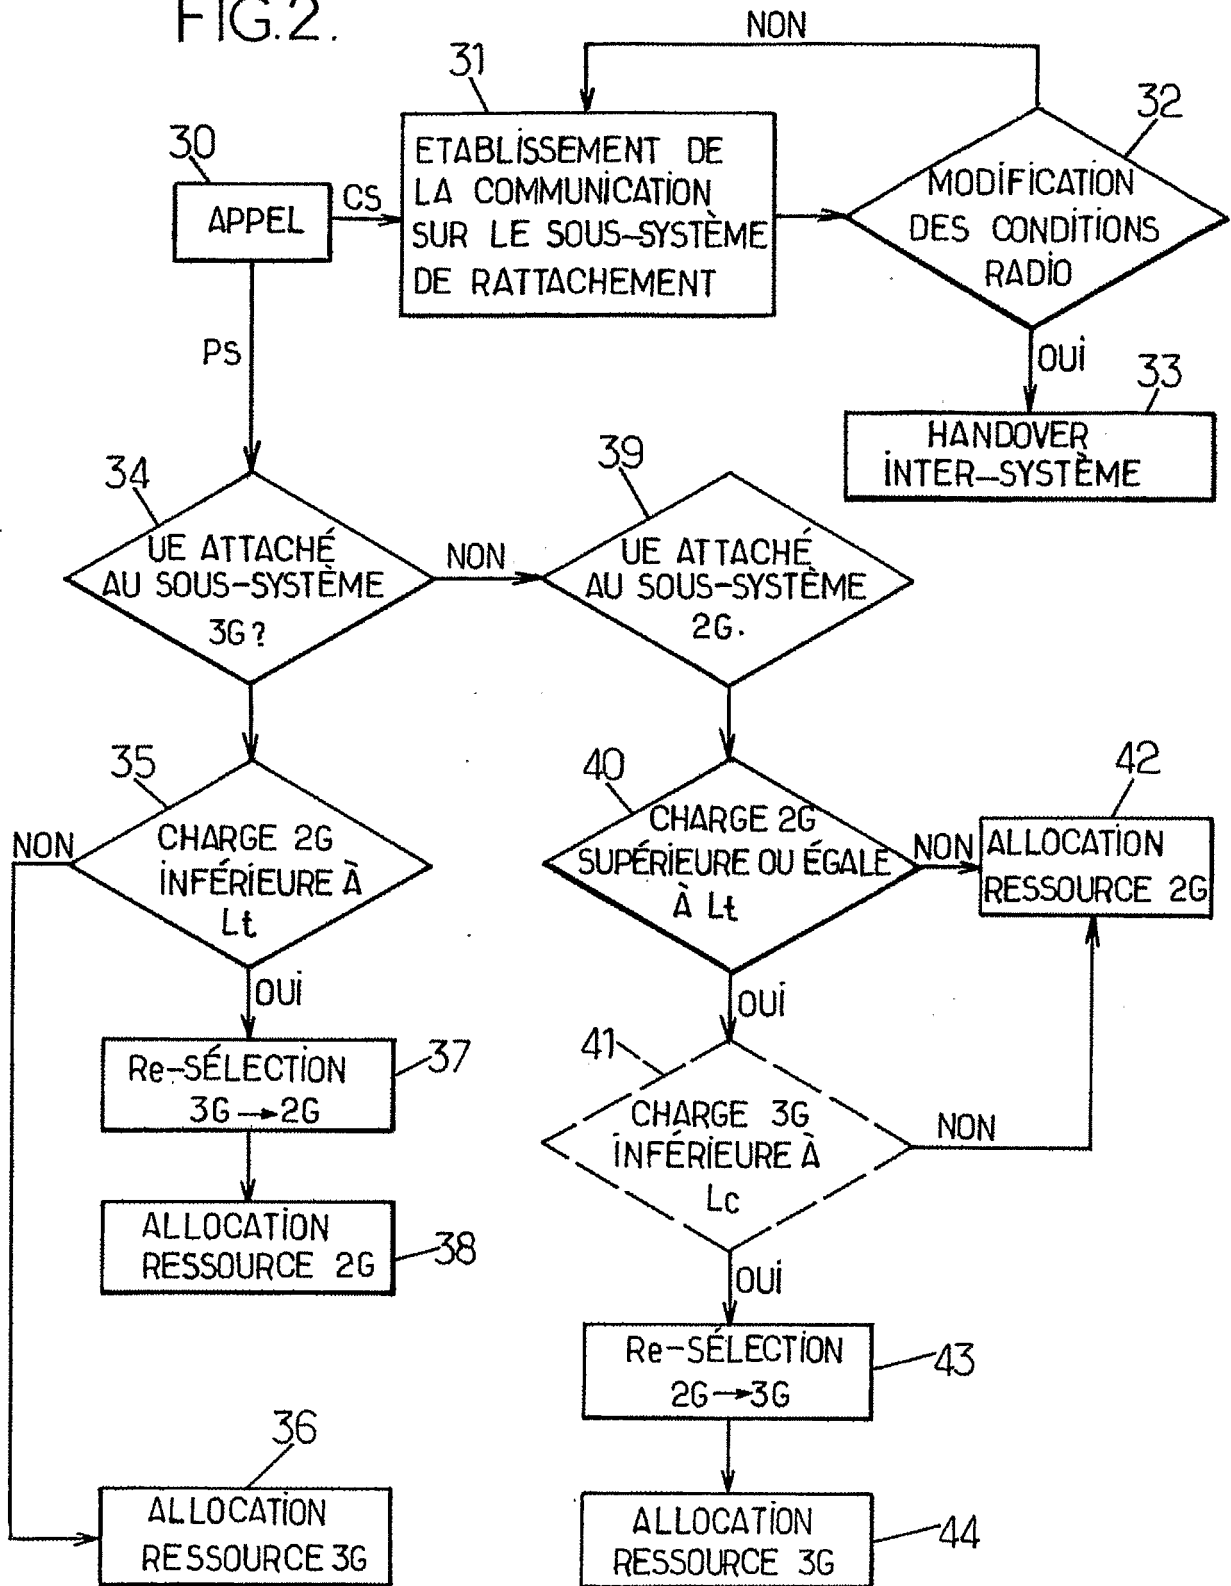 FIG.2.
NON
31
32
30
ETABLISSEMENT DE
LA COMMUNICATION
SUR LE SOUS-SYSTÈME
DE RATTACHEMENT
MODIFICATION
DES CONDITIONS
RADIO
APPEL
CS
PS
OUI
33
HANDOVER
INTER-SYSTÈME
34
39
UE ATTACHÉ
AU SOUS-SYSTÈME
3G?
NON
UE ATTACHÉ
AU SOUS-SYSTÈME
2G.
35
40
42
NON
CHARGE 2G
INFÉRIEURE À
Lt
CHARGE 2G
SUPÉRIEURE OU ÉGALE
À Lt
NON
ALLOCATION
RESSOURCE 2G
OUI
OUI
37
41
Re-SÉLECTION
3G→2G
CHARGE 3G
INFÉRIEURE À
Lc
NON
ALLOCATION
RESSOURCE 2G
38
OUI
Re-SÉLECTION
2G→3G
43
36
ALLOCATION
RESSOURCE 3G
ALLOCATION
RESSOURCE 3G
44